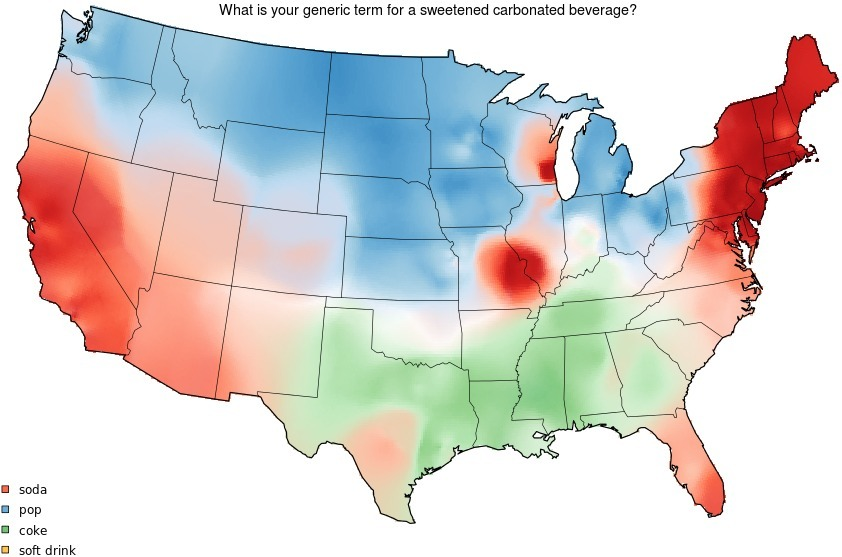 What is your generic term for a sweetened carbonated beverage?
soda
pop
coke
soft drink